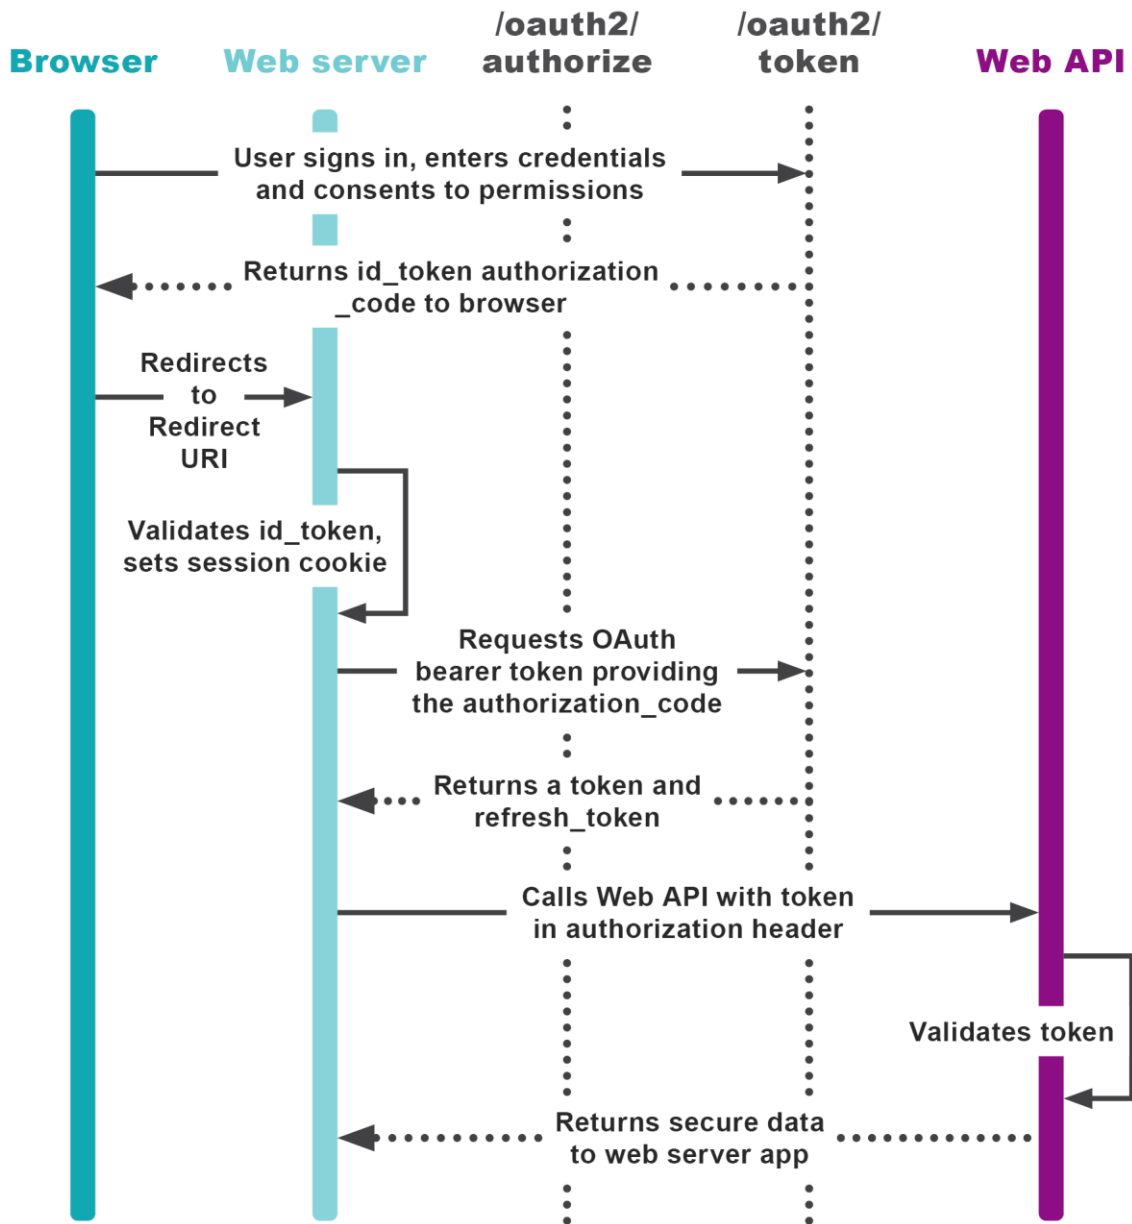 Browser
Web server
/oauth2/
authorize
/oauth2/
token
Web API
User signs in, enters credentials
and consents to permissions
Returns id_token authorization
_code to browser
Redirects
to
Redirect
URI
Validates id_token,
sets session cookie
Requests OAuth
bearer token providing
the authorization_code
Returns a token and
refresh_token
Calls Web API with token
in authorization header
Validates token
Returns secure data
to web server app